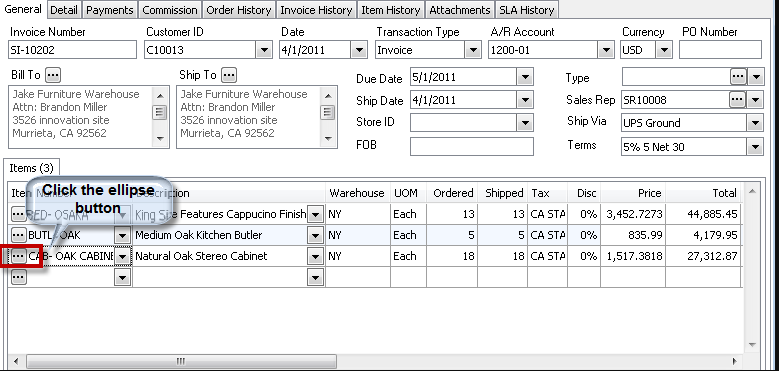 General Detail Payments Commission Order History Invoice History Item History Attachments SLA History
Invoice Number Customer ID Date Transaction Type A/R Account Currency PO Number
SI-10202 C10013 4/1/2011 Invoice 1200-01 USD
Bill To ... Ship To ...
Jake Furniture Warehouse
Attn: Brandon Miller
3526 innovation site
Murrieta, CA 92562
Jake Furniture Warehouse
Attn: Brandon Miller
3526 innovation site
Murrieta, CA 92562
Due Date 5/1/2011 Type ...
Ship Date 4/1/2011 Sales Rep SR10008 ...
Store ID Ship Via UPS Ground
FOB Terms 5% 5 Net 30
Items (3)
Click the ellipse
button
Item Warehouse UOM Ordered Shipped Tax Disc Price Total
... OSAKA King Size Features Cappucino Finish NY Each 13 13 CA STA 0% 3,452.7273 44,885.45
... BUTL- OAK Medium Oak Kitchen Butler NY Each 5 5 CA STA 0% 835.99 4,179.95
... CAB- OAK CABINE Natural Oak Stereo Cabinet NY Each 18 18 CA STA 0% 1,517.3818 27,312.87
...